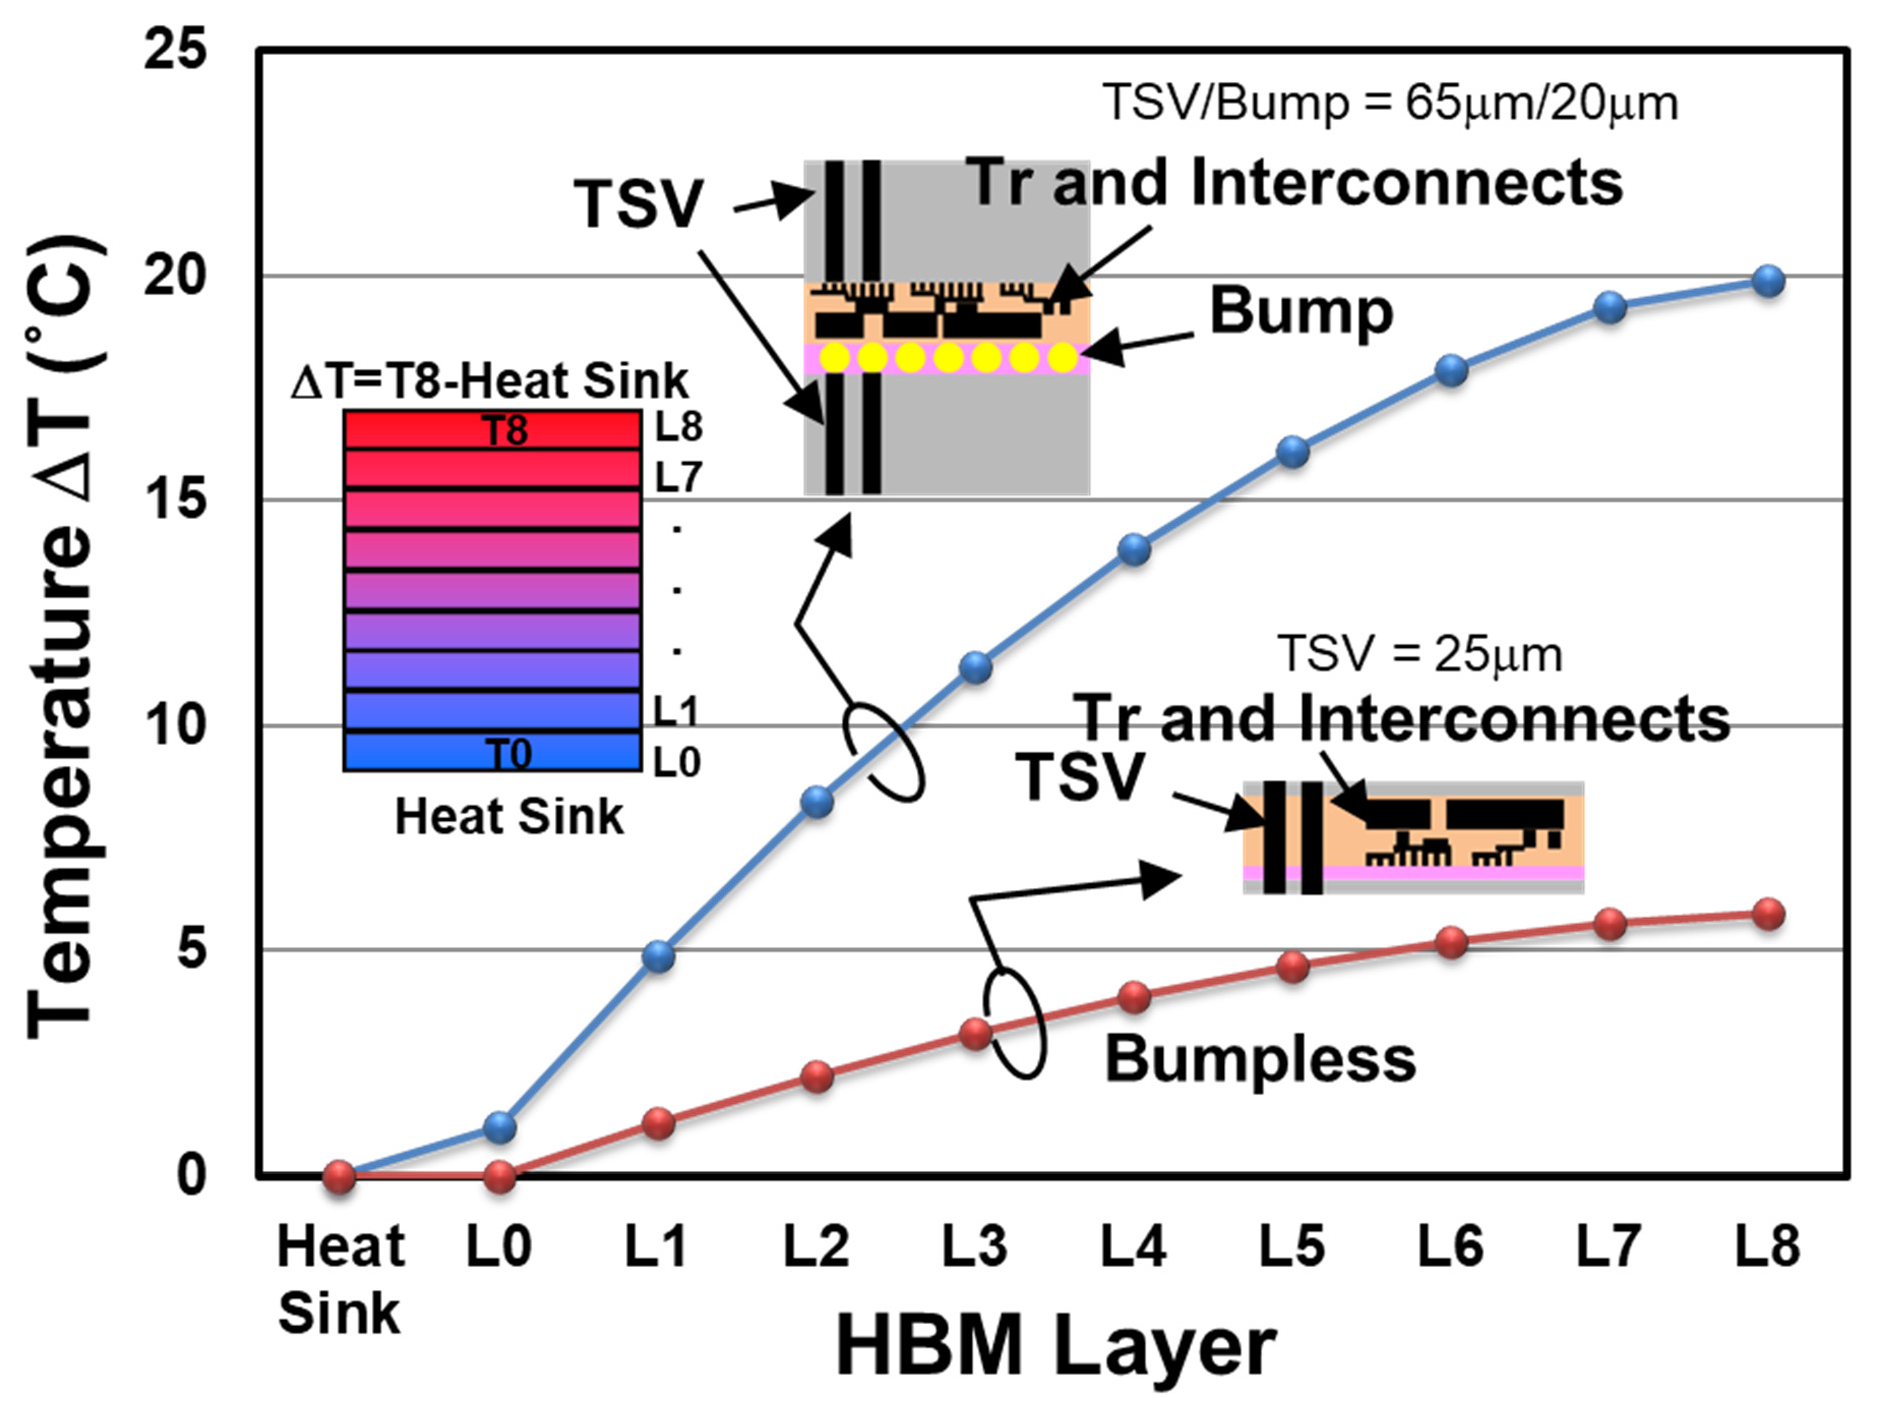 25
20
15
10
5
0
Temperature ΔT (˚C)
TSV/Bump = 65μm/20μm
Tr and Interconnects
TSV
Bump
ΔT=T8-Heat Sink
T8
L8
L7
.
.
.
L1
T0
L0
Heat Sink
TSV = 25μm
Tr and Interconnects
TSV
Bumpless
Heat
Sink
L0
L1
L2
L3
L4
L5
L6
L7
L8
HBM Layer